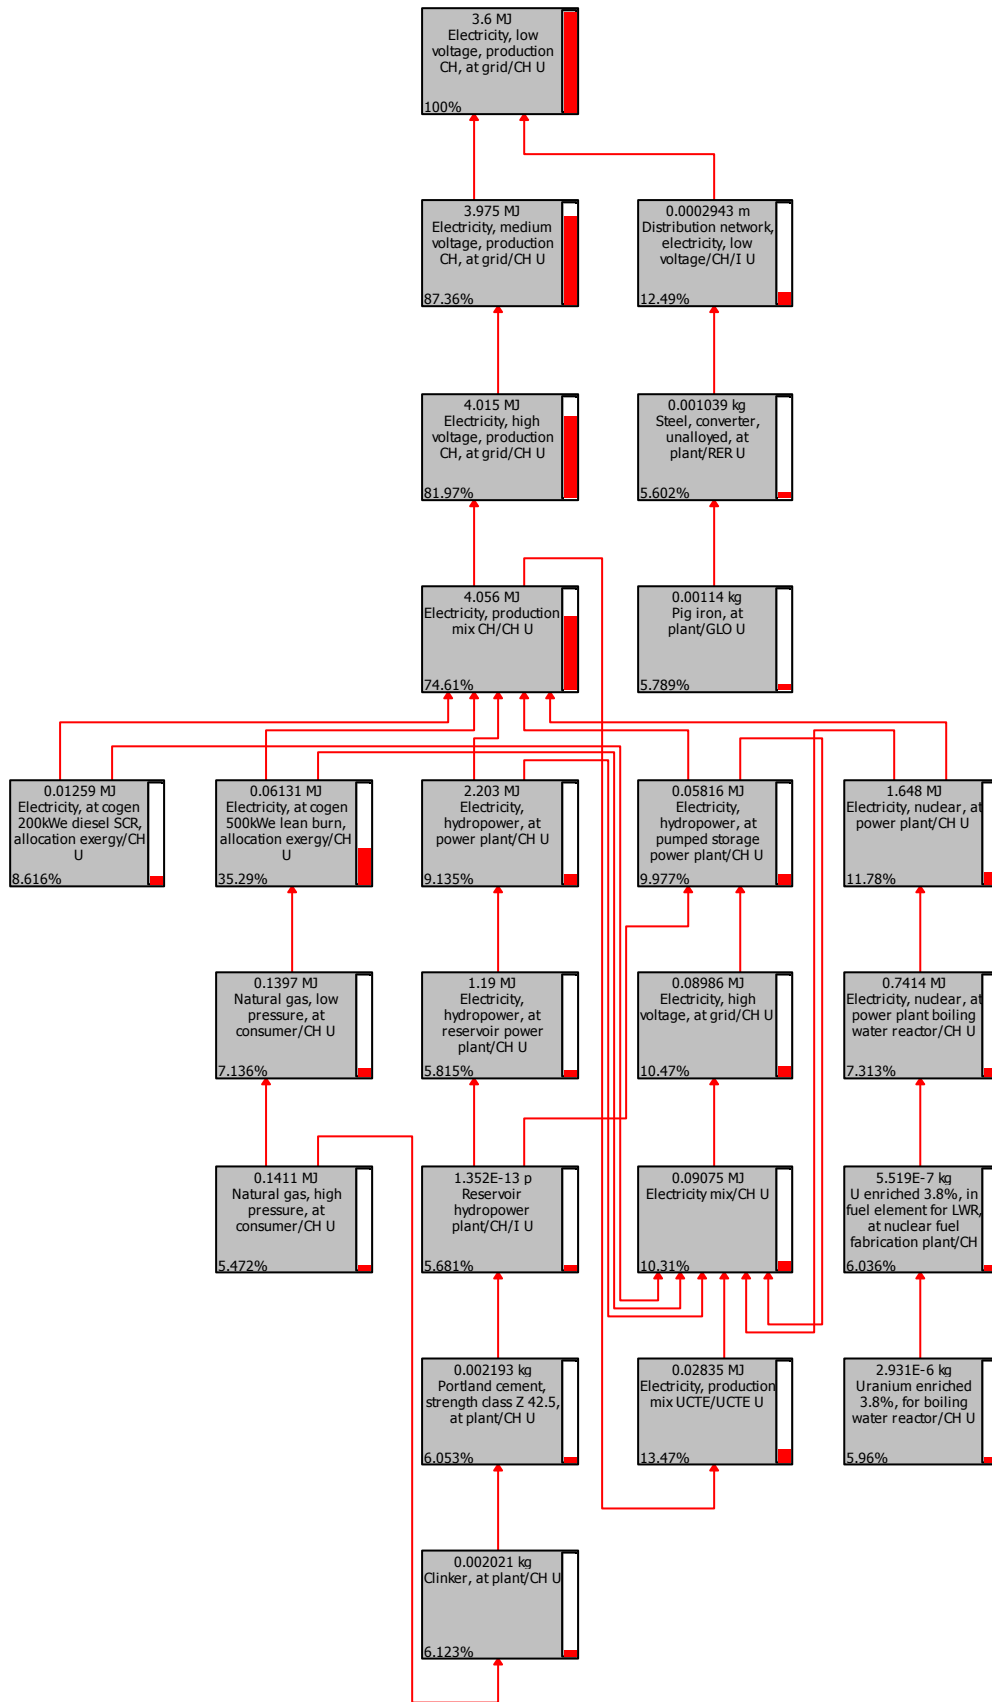 3.6 MJ
Electricity, low
voltage, production
CH, at grid/CH U
100%
3.975 MJ
Electricity, medium
voltage, production
CH, at grid/CH U
87.36%
0.0002943 m
Distribution network,
electricity, low
voltage/CH/I U
12.49%
4.015 MJ
Electricity, high
voltage, production
CH, at grid/CH U
81.97%
0.001039 kg
Steel, converter,
unalloyed, at
plant/RER U
5.602%
4.056 MJ
Electricity, production
mix CH/CH U
74.61%
0.00114 kg
Pig iron, at
plant/GLO U
5.789%
0.01259 MJ
Electricity, at cogen
200kWe diesel SCR,
allocation exergy/CH
U
8.616%
0.06131 MJ
Electricity, at cogen
500kWe lean burn,
allocation exergy/CH
U
35.29%
2.203 MJ
Electricity,
hydropower, at
power plant/CH U
9.135%
0.05816 MJ
Electricity,
hydropower, at
pumped storage
power plant/CH U
9.977%
1.648 MJ
Electricity, nuclear, at
power plant/CH U
11.78%
0.1397 MJ
Natural gas, low
pressure, at
consumer/CH U
7.136%
1.19 MJ
Electricity,
hydropower, at
reservoir power
plant/CH U
5.815%
0.08986 MJ
Electricity, high
voltage, at grid/CH U
10.47%
0.7414 MJ
Electricity, nuclear, at
power plant boiling
water reactor/CH U
7.313%
0.1411 MJ
Natural gas, high
pressure, at
consumer/CH U
5.472%
1.352E-13 p
Reservoir
hydropower
plant/CH/I U
5.681%
0.09075 MJ
Electricity mix/CH U
10.31%
5.519E-7 kg
U enriched 3.8%, in
fuel element for LWR,
at nuclear fuel
fabrication plant/CH
6.036%
0.002193 kg
Portland cement,
strength class Z 42.5,
at plant/CH U
6.053%
0.02835 MJ
Electricity, production
mix UCTE/UCTE U
13.47%
2.931E-6 kg
Uranium enriched
3.8%, for boiling
water reactor/CH U
5.96%
0.002021 kg
Clinker, at plant/CH U
6.123%